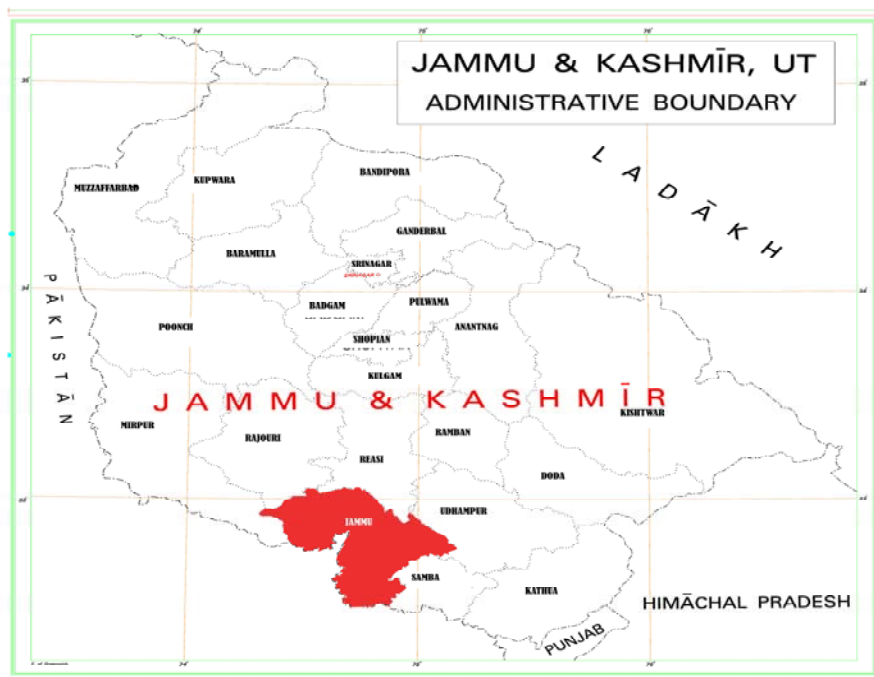 JAMMU & KASHMĪR, UT
ADMINISTRATIVE BOUNDARY
LADĀKH
BANDIPORA
KUPWARA
MUZZAFFARBAD
GANDERBAL
BARAMULLA
SRINAGAR
PĀKISTĀN
BADGAM
PULWAMA
POONCH
ANANTNAG
SHOPIAN
KULGAM
JAMMU & KASHMĪR
KISHTWAR
MIRPUR
RAJOURI
RAMBAN
REASI
DODA
UDHAMPUR
JAMMU
SAMBA
KATHUA
HIMĀCHAL PRADESH
PUNJAB